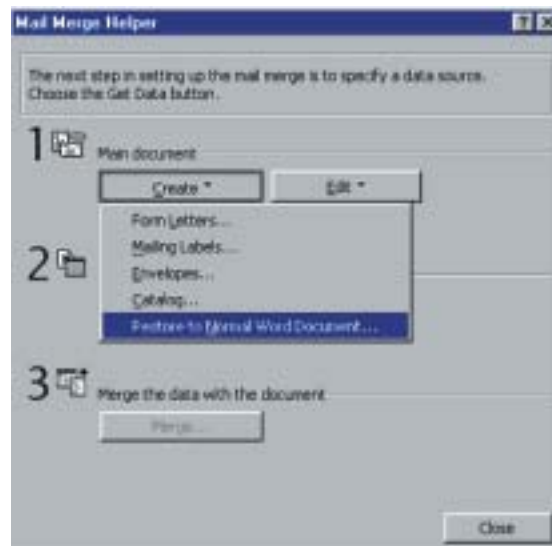 Mail Merge Helper
The next step in setting up the mail merge is to specify a data source.
Choose the Get Data button.
1 Main document
Create Edit
Form Letters...
Mailing Labels...
Envelopes...
Catalog...
Restore to Normal Word Document...
2
3 Merge the data with the document
Merge...
Close